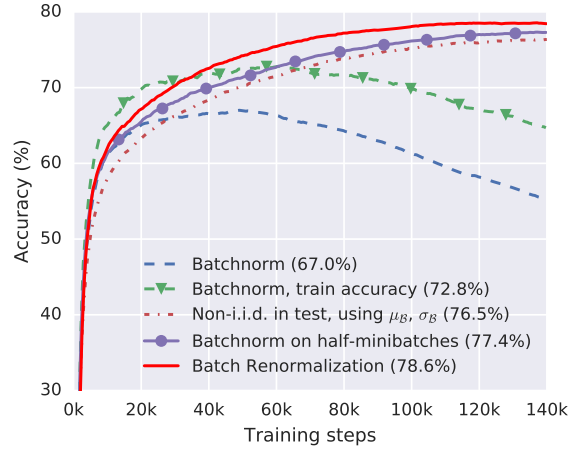 80
70
60
50
40
30
Accuracy (%)
Batchnorm (67.0%)
Batchnorm, train accuracy (72.8%)
Non-i.i.d. in test, using μ_ℬ, σ_ℬ (76.5%)
Batchnorm on half-minibatches (77.4%)
Batch Renormalization (78.6%)
0k 20k 40k 60k 80k 100k 120k 140k
Training steps